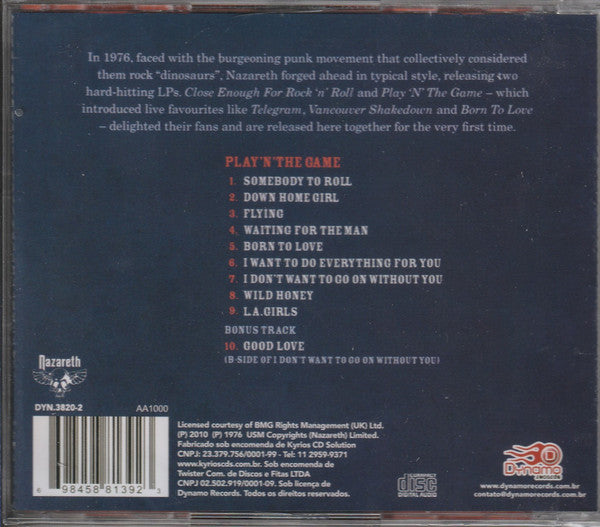 In 1976, faced with the burgeoning punk movement that collectively considered
them rock "dinosaurs", Nazareth forged ahead in typical style, releasing two
hard-hitting LPs. Close Enough For Rock 'n' Roll and Play 'N' The Game – which
introduced live favourites like Telegram, Vancouver Shakedown and Born To Love
– delighted their fans and are released here together for the very first time.
PLAY'N'THE GAME
1. SOMEBODY TO ROLL
2. DOWN HOME GIRL
3. FLYING
4. WAITING FOR THE MAN
5. BORN TO LOVE
6. I WANT TO DO EVERYTHING FOR YOU
7. I DON'T WANT TO GO ON WITHOUT YOU
8. WILD HONEY
9. L.A. GIRLS
BONUS TRACK
10. GOOD LOVE
(B-SIDE OF I DON'T WANT TO GO ON WITHOUT YOU)
Nazareth
DYN.3820-2 AA1000
6 98458 81392 3
Licensed courtesy of BMG Rights Management (UK) Ltd.
(P) 2010 (P) 1976 USM Copyrights (Nazareth) Limited.
Fabricado sob encomenda de Kyrios CD Solution
CNPJ: 23.379.756/0001-99 - Tel: 11 2959-9371
www.kyrioscds.com.br. Sob encomenda de
Twister Com. de Discos e Fitas LTDA.
CNPJ 02.502.919/0001-09. Sob licença de
Dynamo Records. Todos os direitos reservados.
COMPACT
disc
DIGITAL AUDIO
D
Dynamo
RECORDS
www.dynamorecords.com.br
contato@dynamorecords.com.br